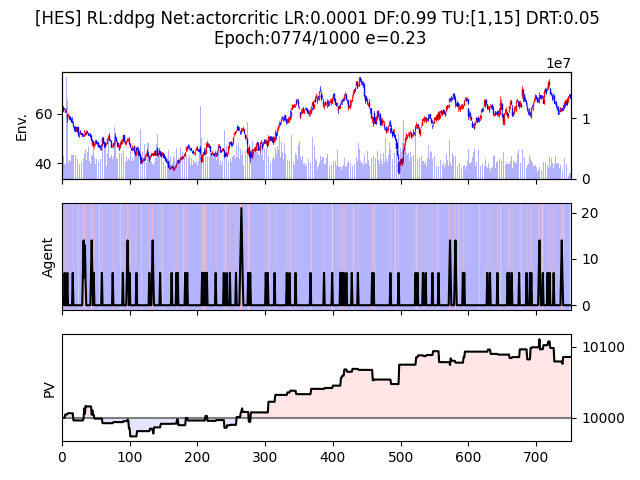 [HES] RL:ddpg Net:actorcritic LR:0.0001 DF:0.99 TU:[1,15] DRT:0.05
Epoch:0774/1000 e=0.23
1e7
Env.
60
40
1
0
Agent
20
10
0
PV
10100
10000
0 100 200 300 400 500 600 700